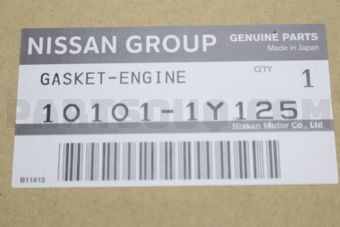 NISSAN GROUP
GENUINE PARTS
Made in Japan
GASKET-ENGINE
QTY
1
10101-1Y125
Nissan Motor Co., Ltd
B11612